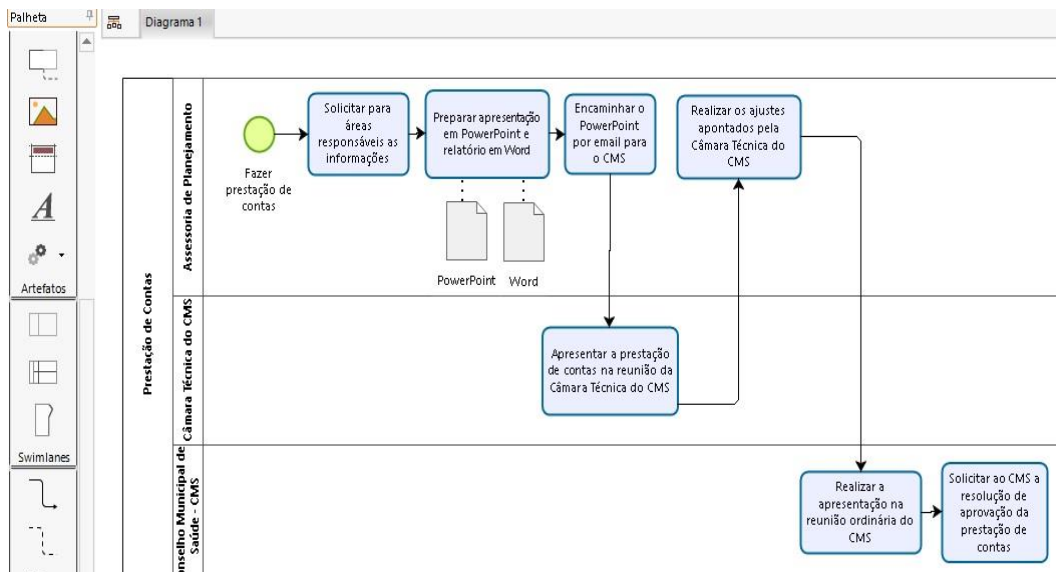 Palheta
Diagrama 1
Artefatos
Swimlanes
Prestação de Contas
Assessoria de Planejamento
Solicitar para
áreas
responsáveis as
informações
Preparar apresentação
em PowerPoint e
relatório em Word
Encaminhar o
PowerPoint
por email para
o CMS
Realizar os ajustes
apontados pela
Câmara Técnica do
CMS
Fazer
prestação de
contas
PowerPoint
Word
Câmara Técnica do CMS
Apresentar a prestação
de contas na reunião da
Câmara Técnica do CMS
onselho Municipal de
Saúde - CMS
Realizar a
apresentação na
reunião ordinária do
CMS
Solicitar ao CMS a
resolução de
aprovação da
prestação de
contas